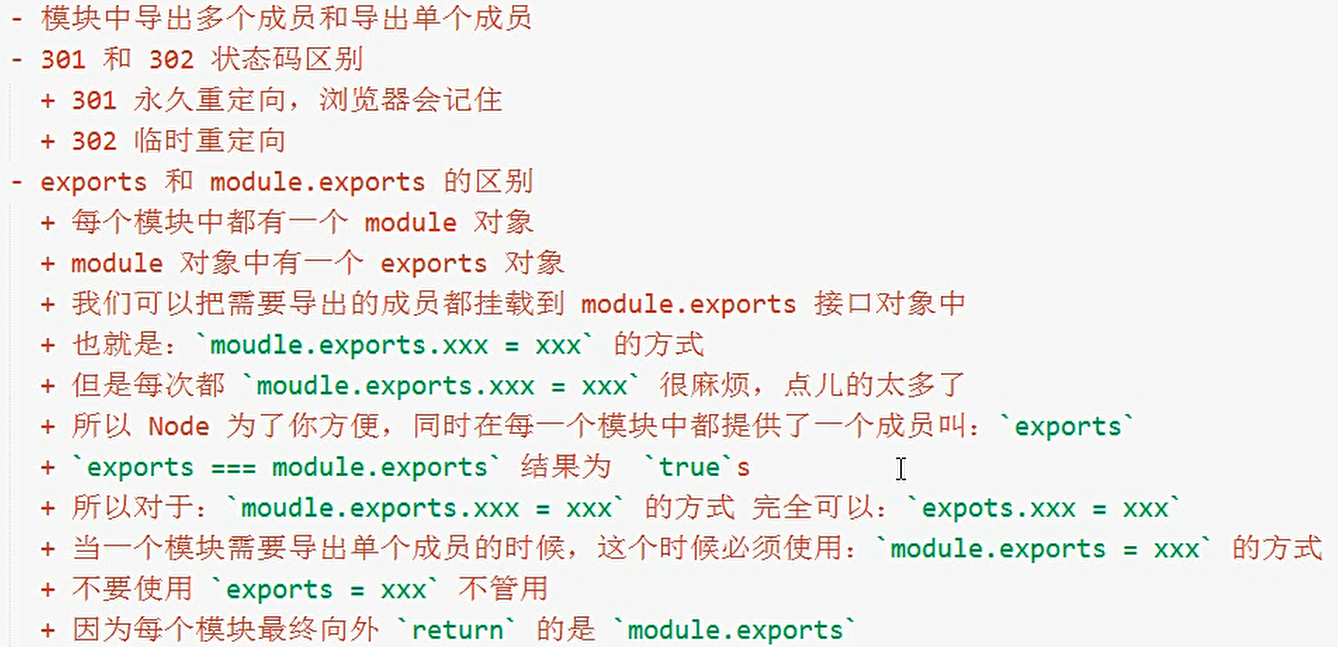 - 模块中导出多个成员和导出单个成员
- 301 和 302 状态码区别
+ 301 永久重定向，浏览器会记住
+ 302 临时重定向
- exports 和 module.exports 的区别
+ 每个模块中都有一个 module 对象
+ module 对象中有一个 exports 对象
+ 我们可以把需要导出的成员都挂载到 module.exports 接口对象中
+ 也就是：`moudle.exports.xxx = xxx` 的方式
+ 但是每次都 `moudle.exports.xxx = xxx` 很麻烦，点儿的太多了
+ 所以 Node 为了你方便，同时在每一个模块中都提供了一个成员叫：`exports`
+ `exports === module.exports` 结果为  `true`s
+ 所以对于：`moudle.exports.xxx = xxx` 的方式 完全可以：`expots.xxx = xxx`
+ 当一个模块需要导出单个成员的时候，这个时候必须使用：`module.exports = xxx` 的方式
+ 不要使用 `exports = xxx` 不管用
+ 因为每个模块最终向外 `return` 的是 `module.exports`